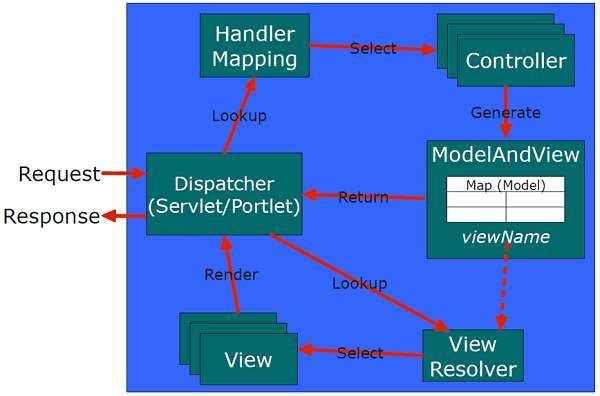 Handler
Mapping
Select
Controller
Lookup
Generate
Request
Response
Dispatcher
(Servlet/Portlet)
Return
ModelAndView
Map (Model)
viewName
Render
Lookup
View
Select
View
Resolver